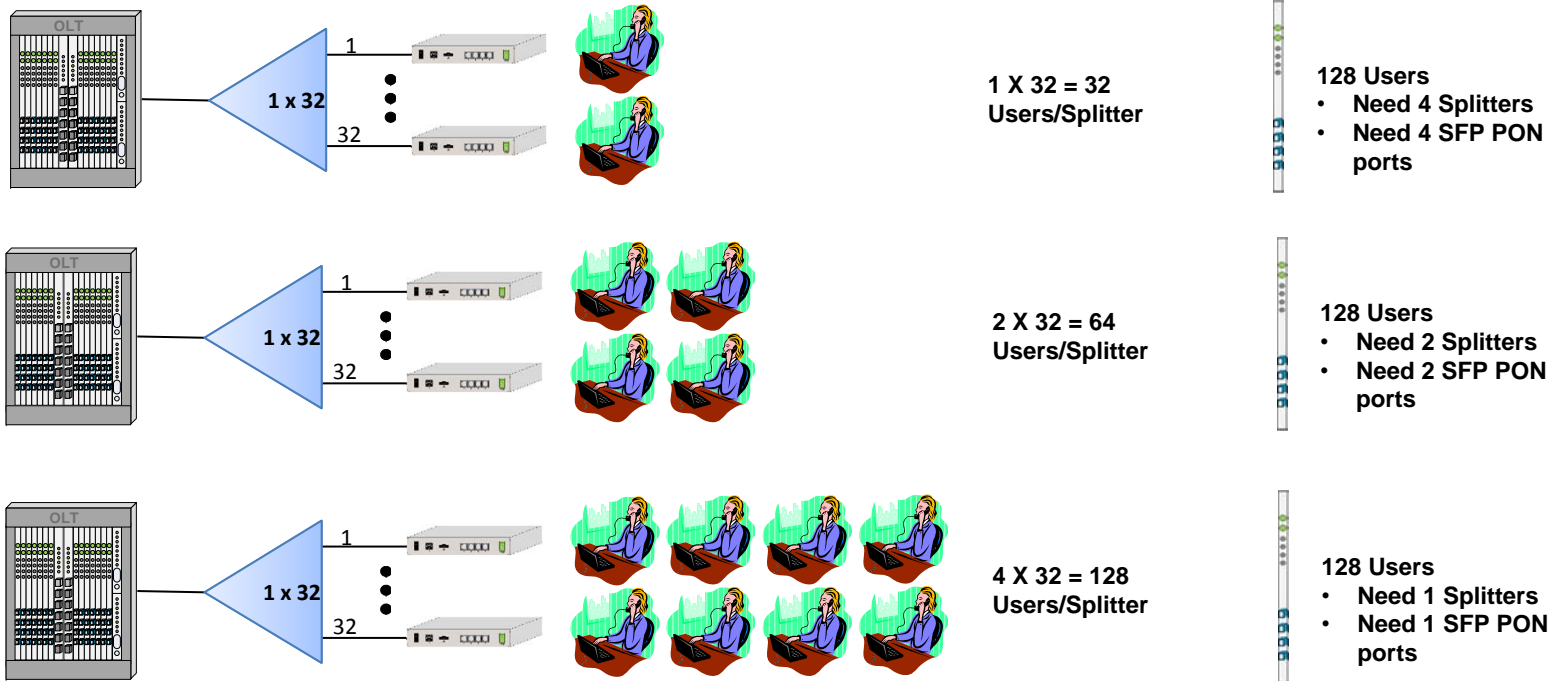 OLT
1
1 x 32
32
1 X 32 = 32
Users/Splitter
128 Users
• Need 4 Splitters
• Need 4 SFP PON
ports
OLT
1
1 x 32
32
2 X 32 = 64
Users/Splitter
128 Users
• Need 2 Splitters
• Need 2 SFP PON
ports
OLT
1
1 x 32
32
4 X 32 = 128
Users/Splitter
128 Users
• Need 1 Splitters
• Need 1 SFP PON
ports